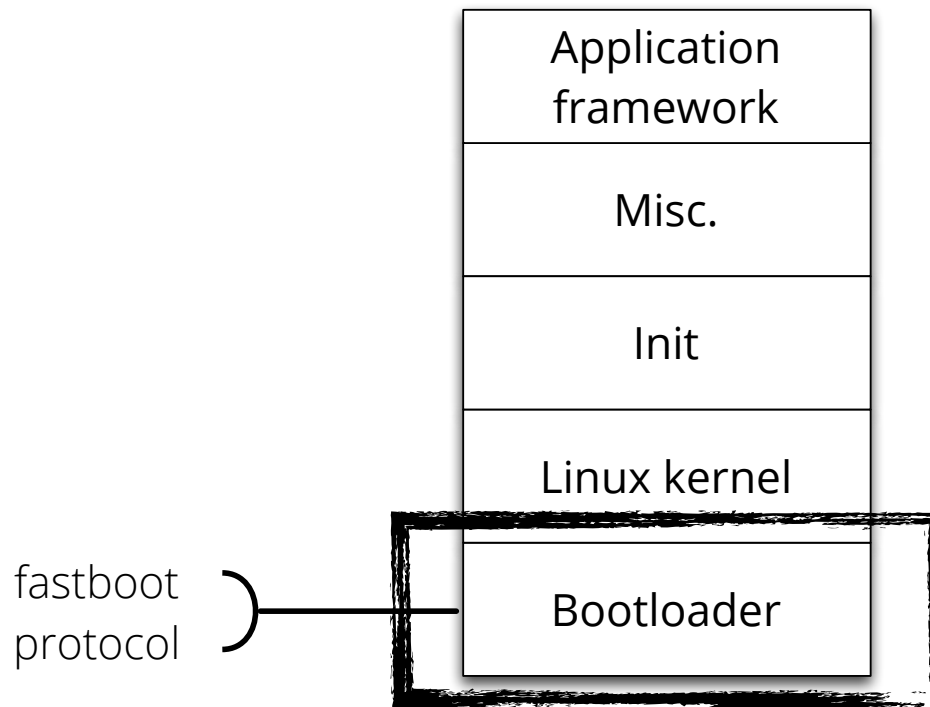 Application
framework
Misc.
Init
Linux kernel
fastboot
protocol
Bootloader